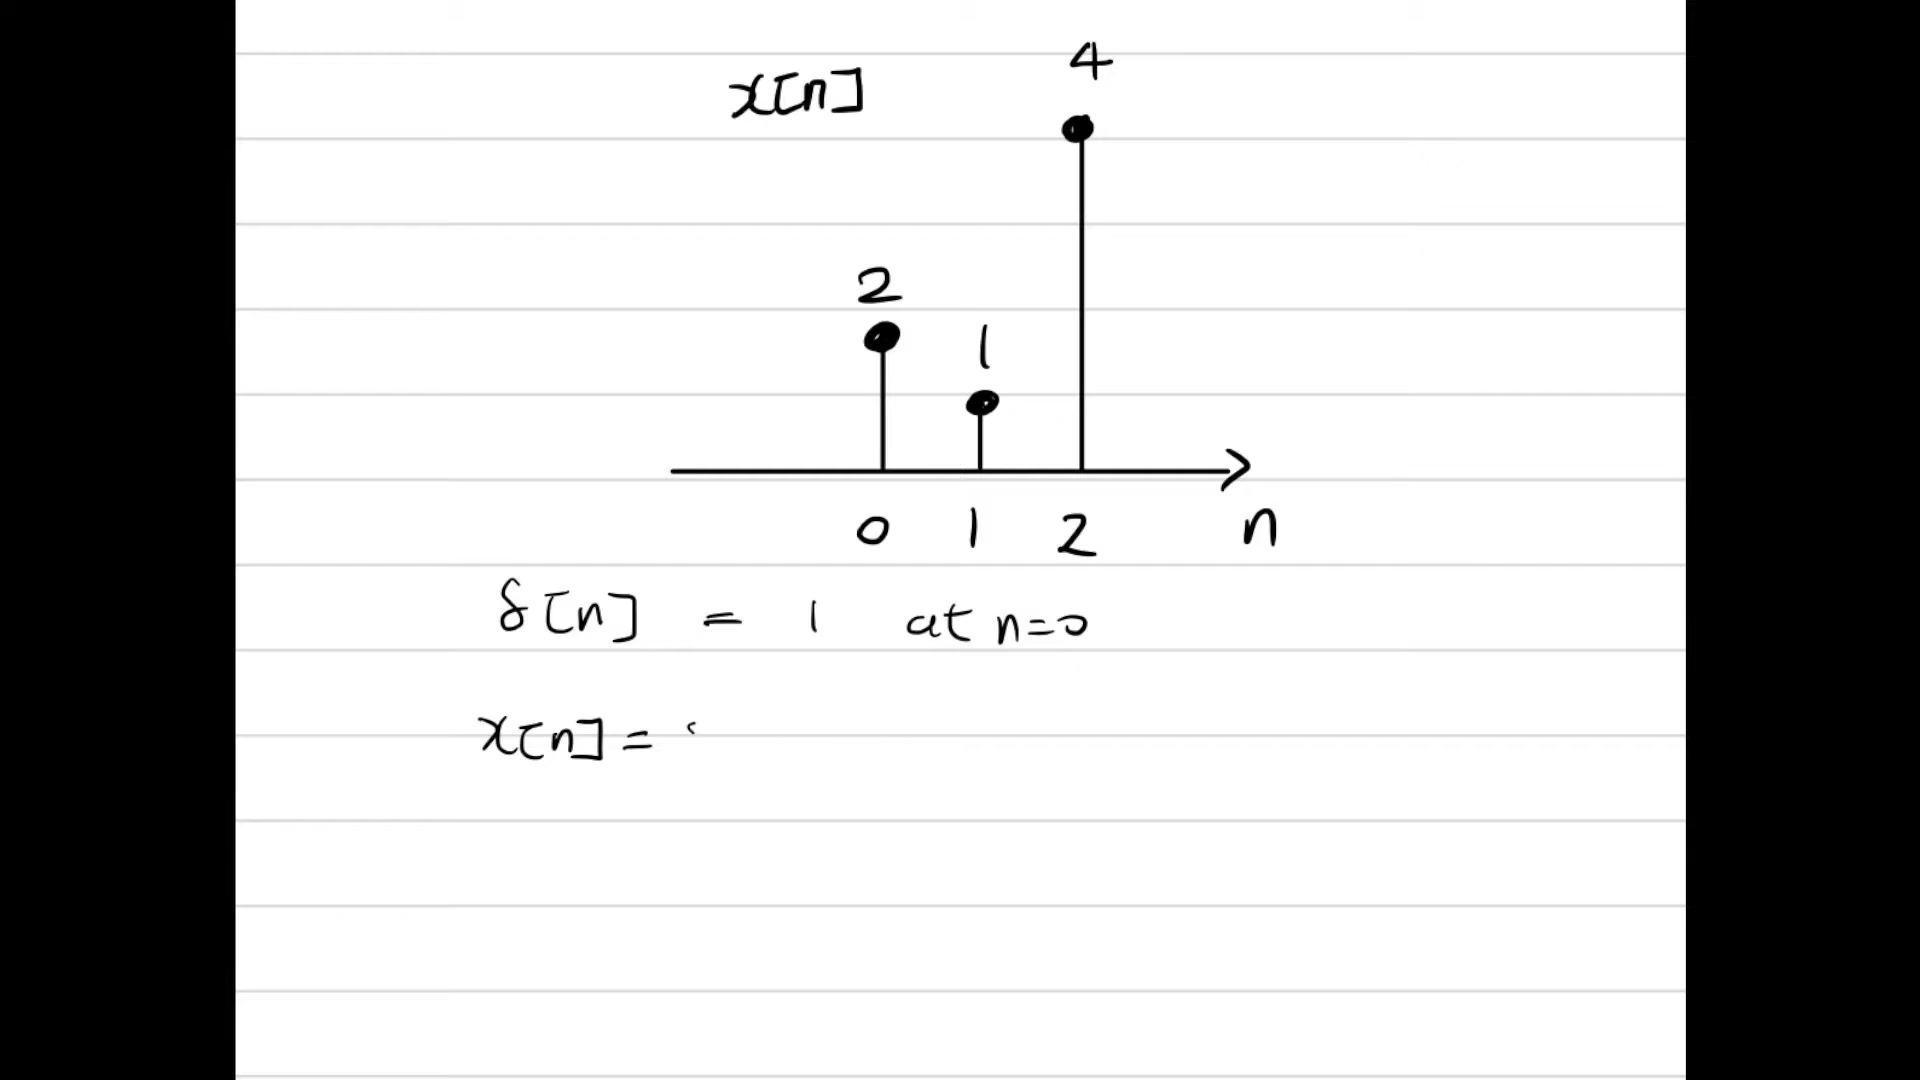 4
x[n]
2
1
0 1 2 n
δ[n] = 1 at n=0
x[n] =